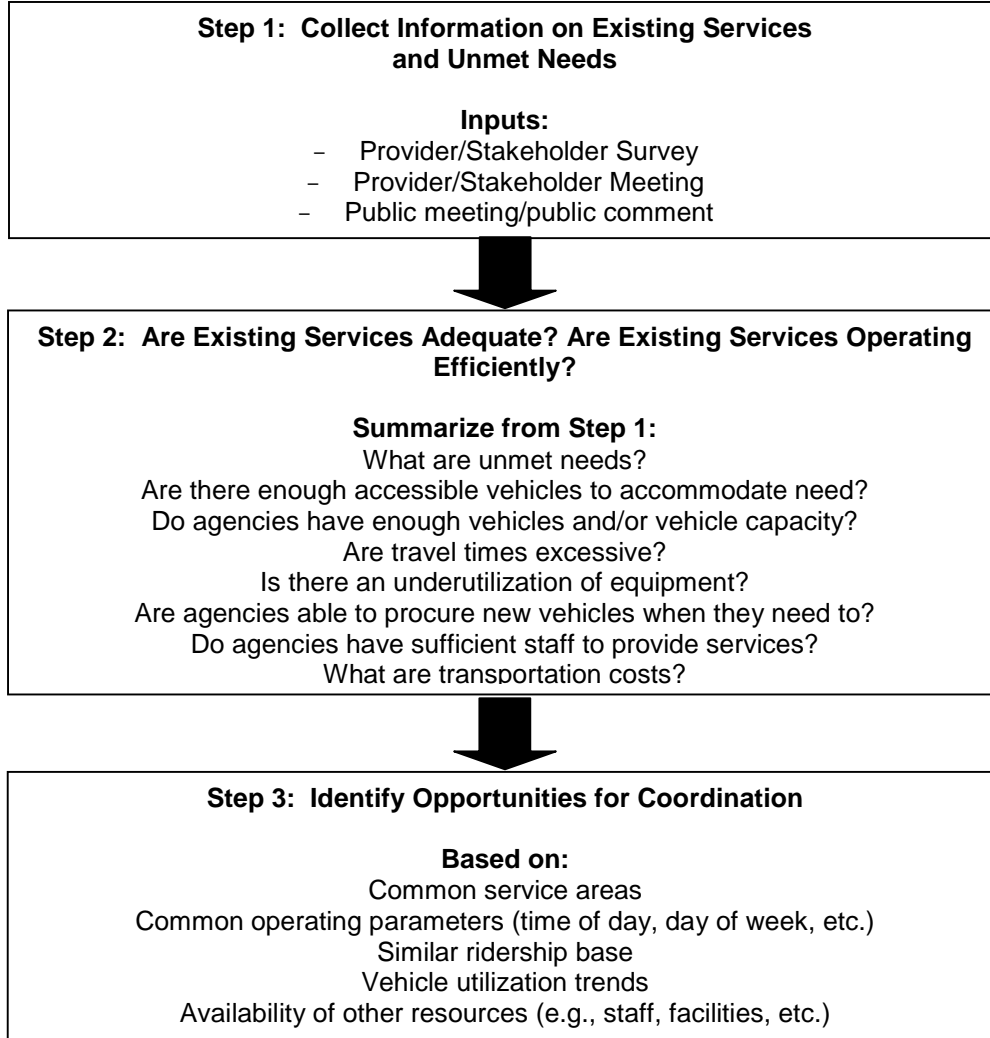 Step 1:  Collect Information on Existing Services
and Unmet Needs
Inputs:
-    Provider/Stakeholder Survey
-    Provider/Stakeholder Meeting
-    Public meeting/public comment
Step 2:  Are Existing Services Adequate? Are Existing Services Operating
Efficiently?
Summarize from Step 1:
What are unmet needs?
Are there enough accessible vehicles to accommodate need?
Do agencies have enough vehicles and/or vehicle capacity?
Are travel times excessive?
Is there an underutilization of equipment?
Are agencies able to procure new vehicles when they need to?
Do agencies have sufficient staff to provide services?
What are transportation costs?
Step 3:  Identify Opportunities for Coordination
Based on:
Common service areas
Common operating parameters (time of day, day of week, etc.)
Similar ridership base
Vehicle utilization trends
Availability of other resources (e.g., staff, facilities, etc.)